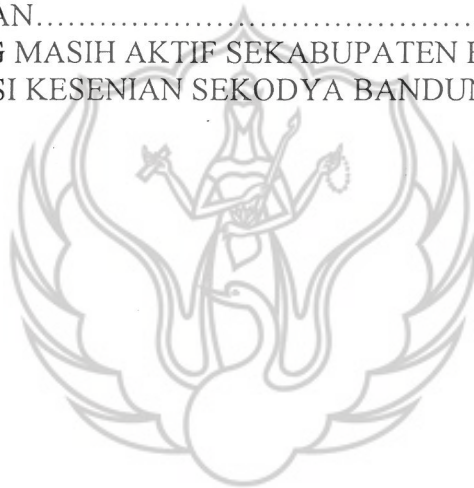 AN..............................................
G MASIH AKTIF SEKABUPATEN
SI KESENIAN SEKODYA BANDUN